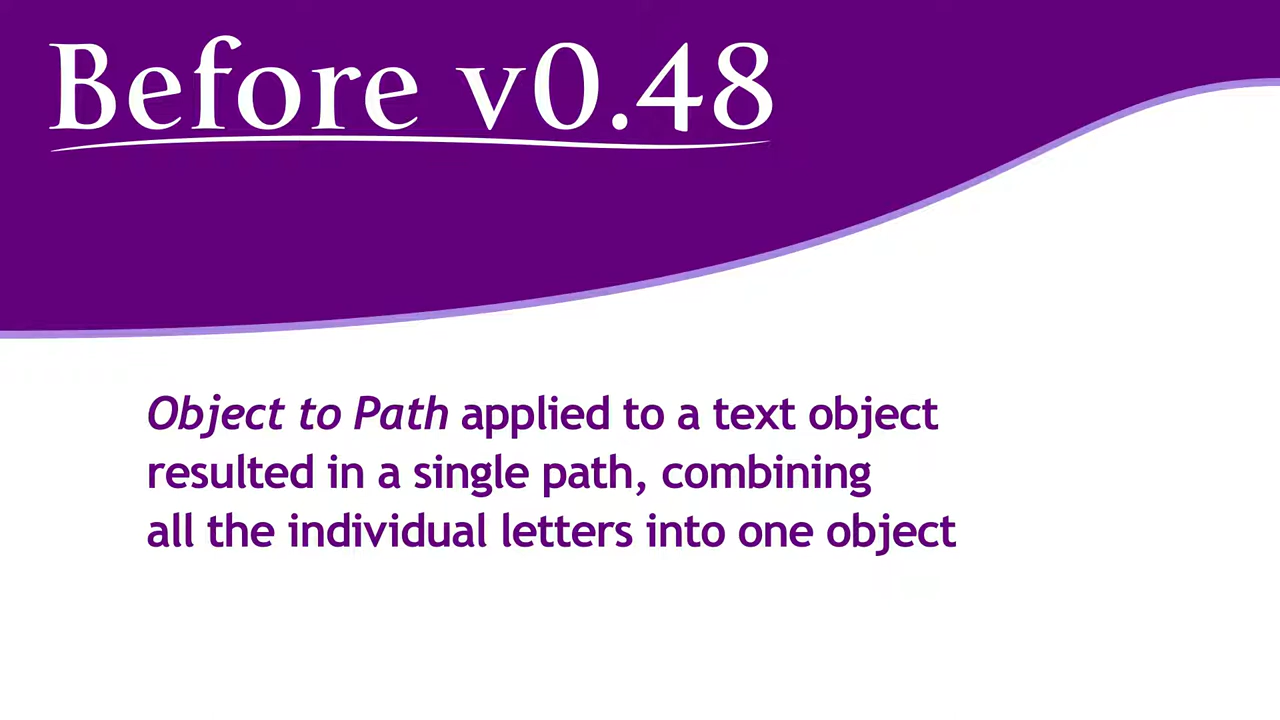 Before v0.48
Object to Path applied to a text object
resulted in a single path, combining
all the individual letters into one object